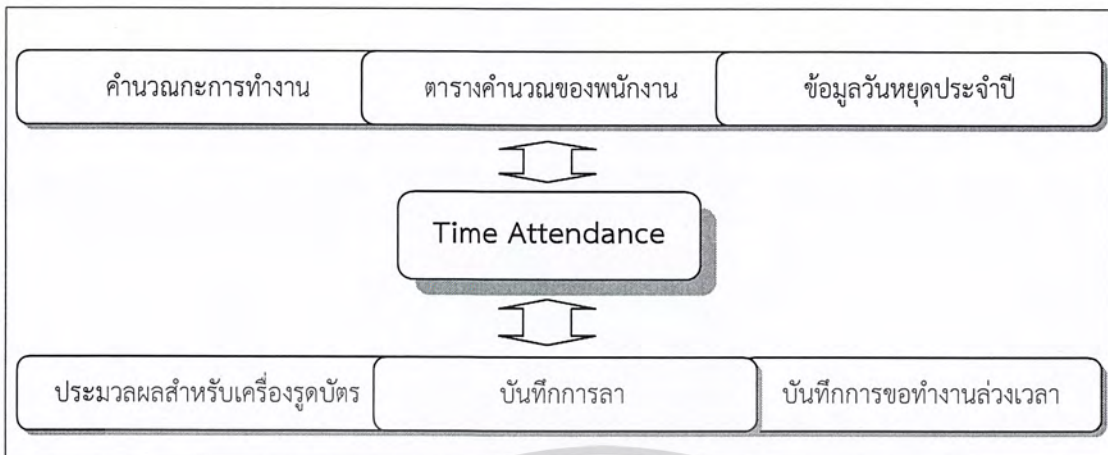 คำนวณกะการทำงาน ตารางคำนวณของพนักงาน ข้อมูลวันหยุดประจำปี
Time Attendance
ประมวลผลสำหรับเครื่องรูดบัตร บันทึกการลา บันทึกการขอทำงานล่วงเวลา